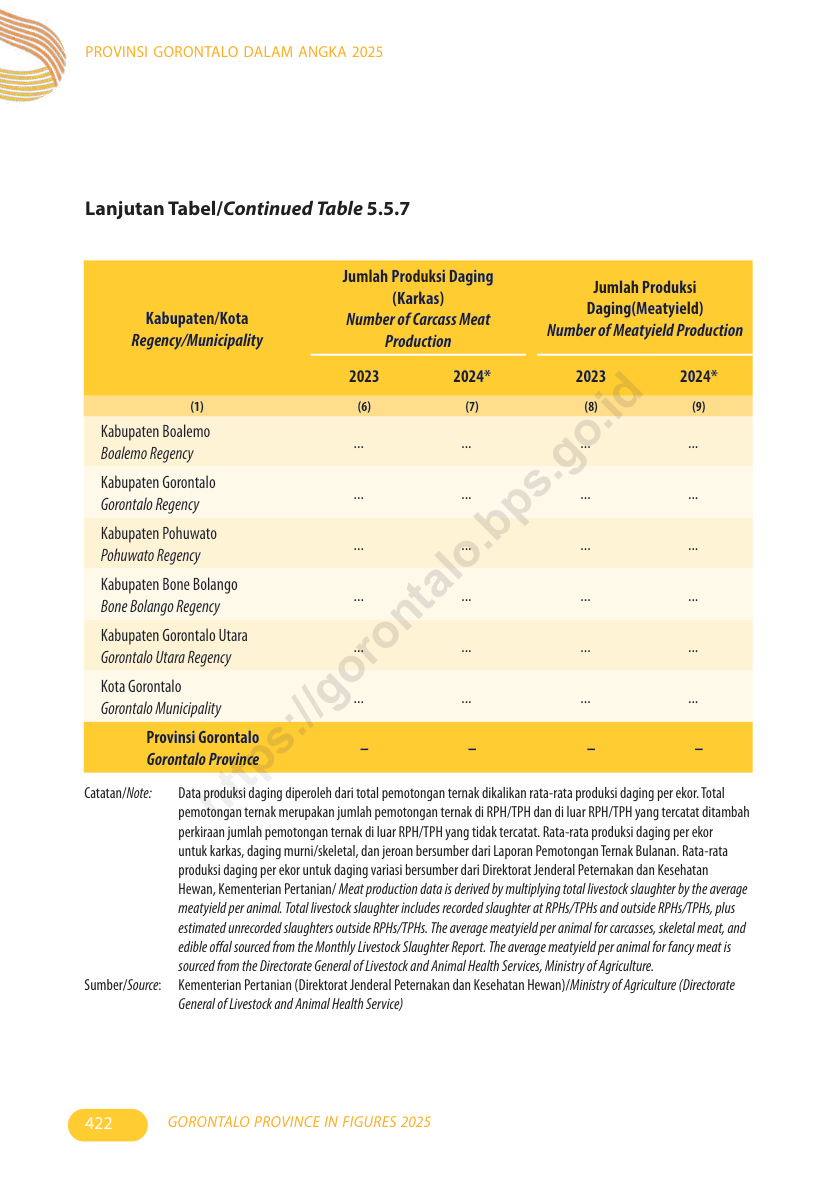 PROVINSI GORONTALO DALAM ANGKA 2025
Lanjutan Tabel/Continued Table 5.5.7
Kabupaten/Kota
Regency/Municipality
Jumlah Produksi Daging
(Karkas)
Number of Carcass Meat
Production
Jumlah Produksi
Daging(Meatyield)
Number of Meatyield Production
2023 2024* 2023 2024*
(1) (6) (7) (8) (9)
Kabupaten Boalemo
Boalemo Regency
... ... ... ...
Kabupaten Gorontalo
Gorontalo Regency
... ... ... ...
Kabupaten Pohuwato
Pohuwato Regency
... ... ... ...
Kabupaten Bone Bolango
Bone Bolango Regency
... ... ... ...
Kabupaten Gorontalo Utara
Gorontalo Utara Regency
... ... ... ...
Kota Gorontalo
Gorontalo Municipality
... ... ... ...
Provinsi Gorontalo
Gorontalo Province
– – – –
https://gorontalo.bps.go.id
Catatan/Note: Data produksi daging diperoleh dari total pemotongan ternak dikalikan rata-rata produksi daging per ekor. Total
pemotongan ternak merupakan jumlah pemotongan ternak di RPH/TPH dan di luar RPH/TPH yang tercatat ditambah
perkiraan jumlah pemotongan ternak di luar RPH/TPH yang tidak tercatat. Rata-rata produksi daging per ekor
untuk karkas, daging murni/skeletal, dan jeroan bersumber dari Laporan Pemotongan Ternak Bulanan. Rata-rata
produksi daging per ekor untuk daging variasi bersumber dari Direktorat Jenderal Peternakan dan Kesehatan
Hewan, Kementerian Pertanian/ Meat production data is derived by multiplying total livestock slaughter by the average
meatyield per animal. Total livestock slaughter includes recorded slaughter at RPHs/TPHs and outside RPHs/TPHs, plus
estimated unrecorded slaughters outside RPHs/TPHs. The average meatyield per animal for carcasses, skeletal meat, and
edible offal sourced from the Monthly Livestock Slaughter Report. The average meatyield per animal for fancy meat is
sourced from the Directorate General of Livestock and Animal Health Services, Ministry of Agriculture.
Sumber/Source: Kementerian Pertanian (Direktorat Jenderal Peternakan dan Kesehatan Hewan)/Ministry of Agriculture (Directorate
General of Livestock and Animal Health Service)
422 GORONTALO PROVINCE IN FIGURES 2025